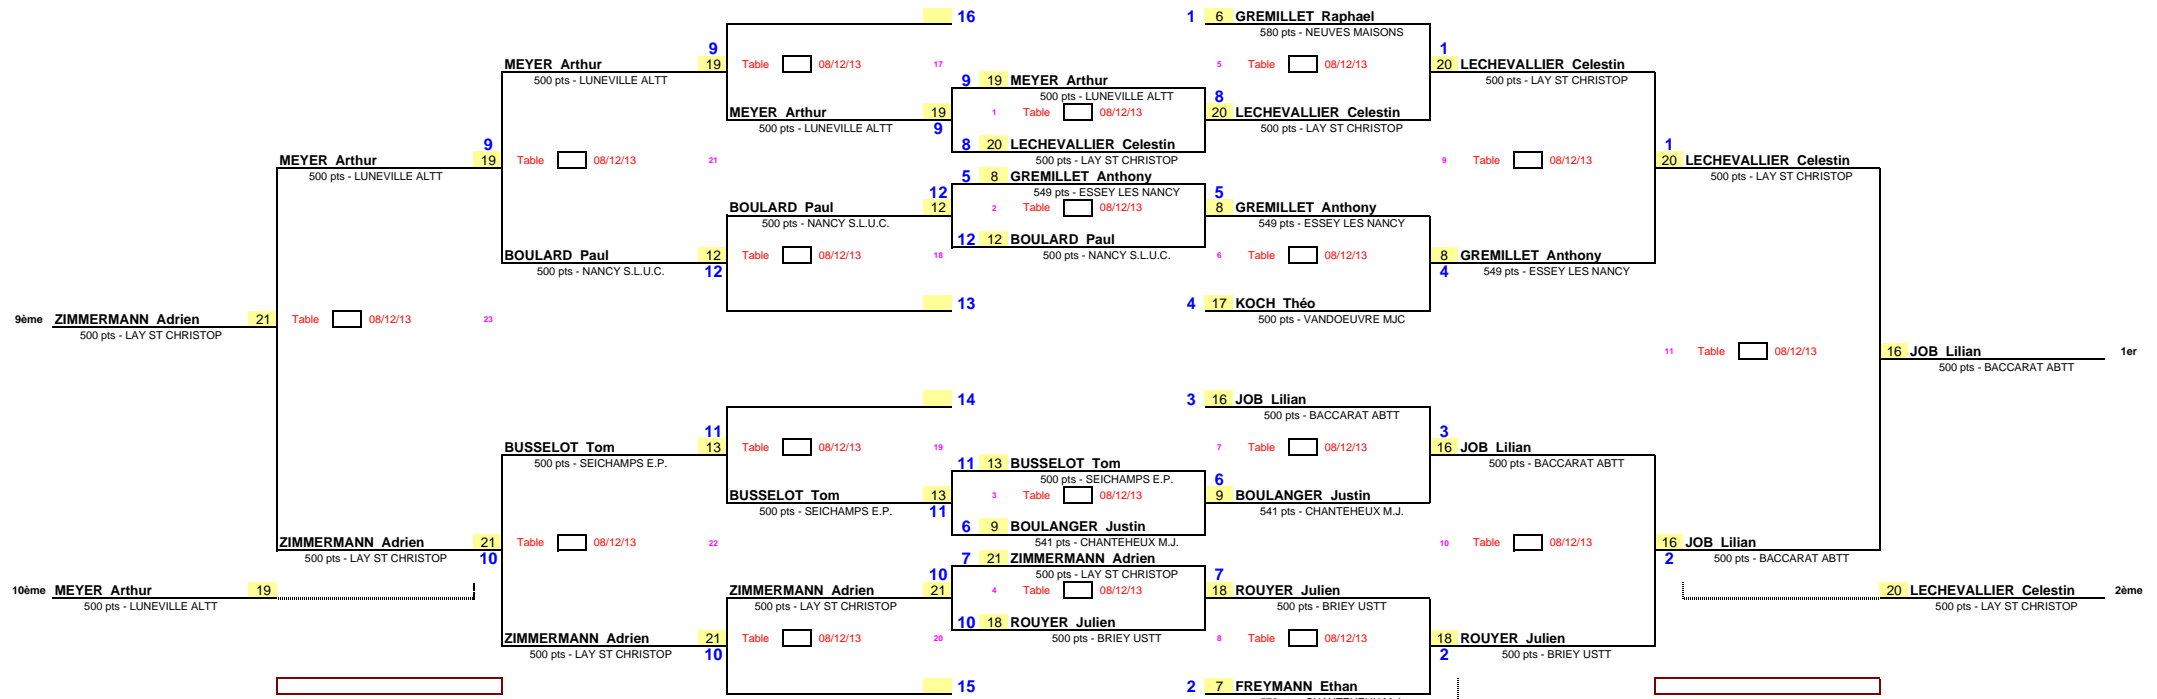 16 1 6 GREMILLET Raphael
580 pts - NEUVES MAISONS
9 1
MEYER Arthur 19 Table 08/12/13 17 5 Table 08/12/13 20 LECHEVALLIER Celestin
500 pts - LUNEVILLE ALTT 9 19 MEYER Arthur 500 pts - LAY ST CHRISTOP
500 pts - LUNEVILLE ALTT 8
MEYER Arthur 19 1 Table 08/12/13 20 LECHEVALLIER Celestin
500 pts - LUNEVILLE ALTT 9 500 pts - LAY ST CHRISTOP
9 8 20 LECHEVALLIER Celestin 1
MEYER Arthur 19 Table 08/12/13 21 500 pts - LAY ST CHRISTOP 9 Table 08/12/13 20 LECHEVALLIER Celestin
500 pts - LUNEVILLE ALTT 5 8 GREMILLET Anthony 500 pts - LAY ST CHRISTOP
12 549 pts - ESSEY LES NANCY 5
BOULARD Paul 12 2 Table 08/12/13 8 GREMILLET Anthony
500 pts - NANCY S.L.U.C. 549 pts - ESSEY LES NANCY
12 12 BOULARD Paul
BOULARD Paul 12 Table 08/12/13 18 500 pts - NANCY S.L.U.C. 6 Table 08/12/13 8 GREMILLET Anthony
500 pts - NANCY S.L.U.C. 12 4 549 pts - ESSEY LES NANCY
13 4 17 KOCH Théo
9ème ZIMMERMANN Adrien 21 Table 08/12/13 23 500 pts - VANDOEUVRE MJC
500 pts - LAY ST CHRISTOP
11 Table 08/12/13 16 JOB Lilian 1er
500 pts - BACCARAT ABTT
14 3 16 JOB Lilian
500 pts - BACCARAT ABTT
11 3
BUSSELOT Tom 13 Table 08/12/13 19 7 Table 08/12/13 16 JOB Lilian
500 pts - SEICHAMPS E.P. 11 13 BUSSELOT Tom 500 pts - BACCARAT ABTT
500 pts - SEICHAMPS E.P. 6
BUSSELOT Tom 13 3 Table 08/12/13 9 BOULANGER Justin
500 pts - SEICHAMPS E.P. 11 541 pts - CHANTEHEUX M.J.
6 9 BOULANGER Justin
ZIMMERMANN Adrien 21 Table 08/12/13 22 541 pts - CHANTEHEUX M.J. 10 Table 08/12/13 16 JOB Lilian
500 pts - LAY ST CHRISTOP 10 7 21 ZIMMERMANN Adrien 2 500 pts - BACCARAT ABTT
10 500 pts - LAY ST CHRISTOP 7
10ème MEYER Arthur 19 ZIMMERMANN Adrien 21 4 Table 08/12/13 18 ROUYER Julien 20 LECHEVALLIER Celestin 2ème
500 pts - LUNEVILLE ALTT 500 pts - LAY ST CHRISTOP 500 pts - BRIEY USTT 500 pts - LAY ST CHRISTOP
10 18 ROUYER Julien
ZIMMERMANN Adrien 21 Table 08/12/13 20 500 pts - BRIEY USTT 8 Table 08/12/13 18 ROUYER Julien
500 pts - LAY ST CHRISTOP 10 2 500 pts - BRIEY USTT
15 2 7 FREYMANN Ethan